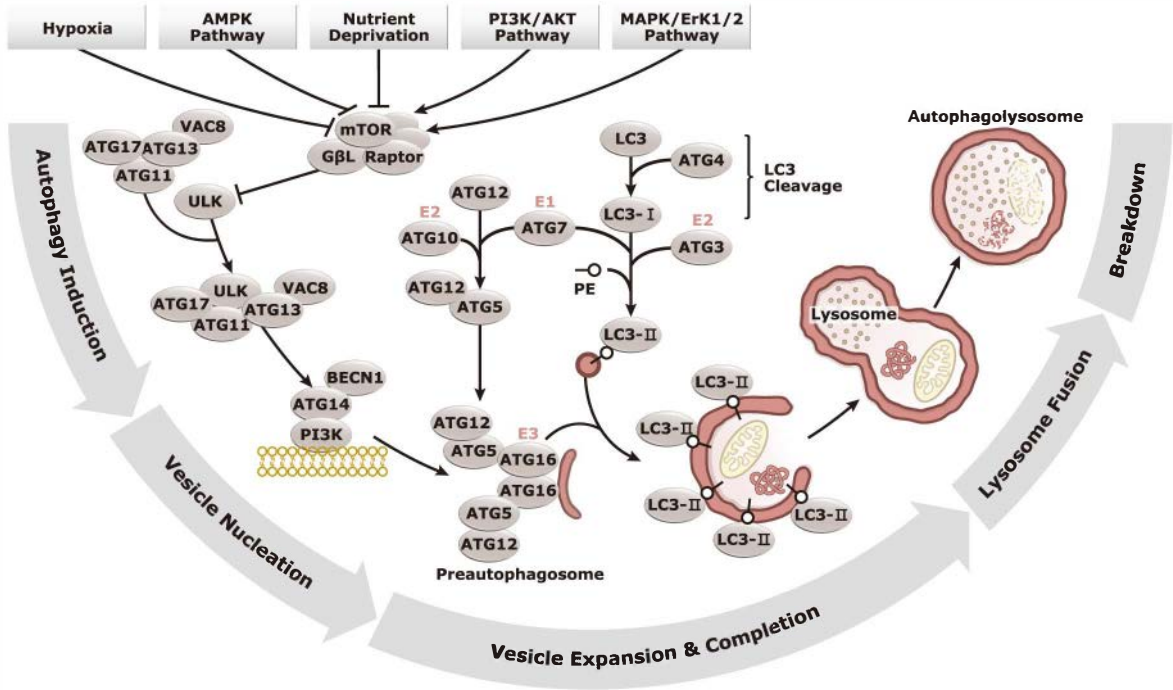 Hypoxia
AMPK
Pathway
Nutrient
Deprivation
PI3K/AKT
Pathway
MAPK/ErK1/2
Pathway
VAC8
ATG17
ATG13
ATG11
ULK
mTOR
GβL
Raptor
LC3
ATG4
LC3
Cleavage
LC3-Ⅰ
ATG12
E2
ATG10
E1
ATG7
E2
ATG3
PE
ATG12
ATG5
LC3-Ⅱ
ULK
VAC8
ATG17
ATG13
ATG11
BECN1
ATG14
PI3K
ATG12
ATG5
E3
ATG16
ATG16
ATG5
ATG12
Preautophagosome
LC3-Ⅱ
LC3-Ⅱ
LC3-Ⅱ
LC3-Ⅱ
LC3-Ⅱ
Lysosome
Autophagolysosome
Autophagy Induction
Vesicle Nucleation
Vesicle Expansion & Completion
Lysosome Fusion
Breakdown